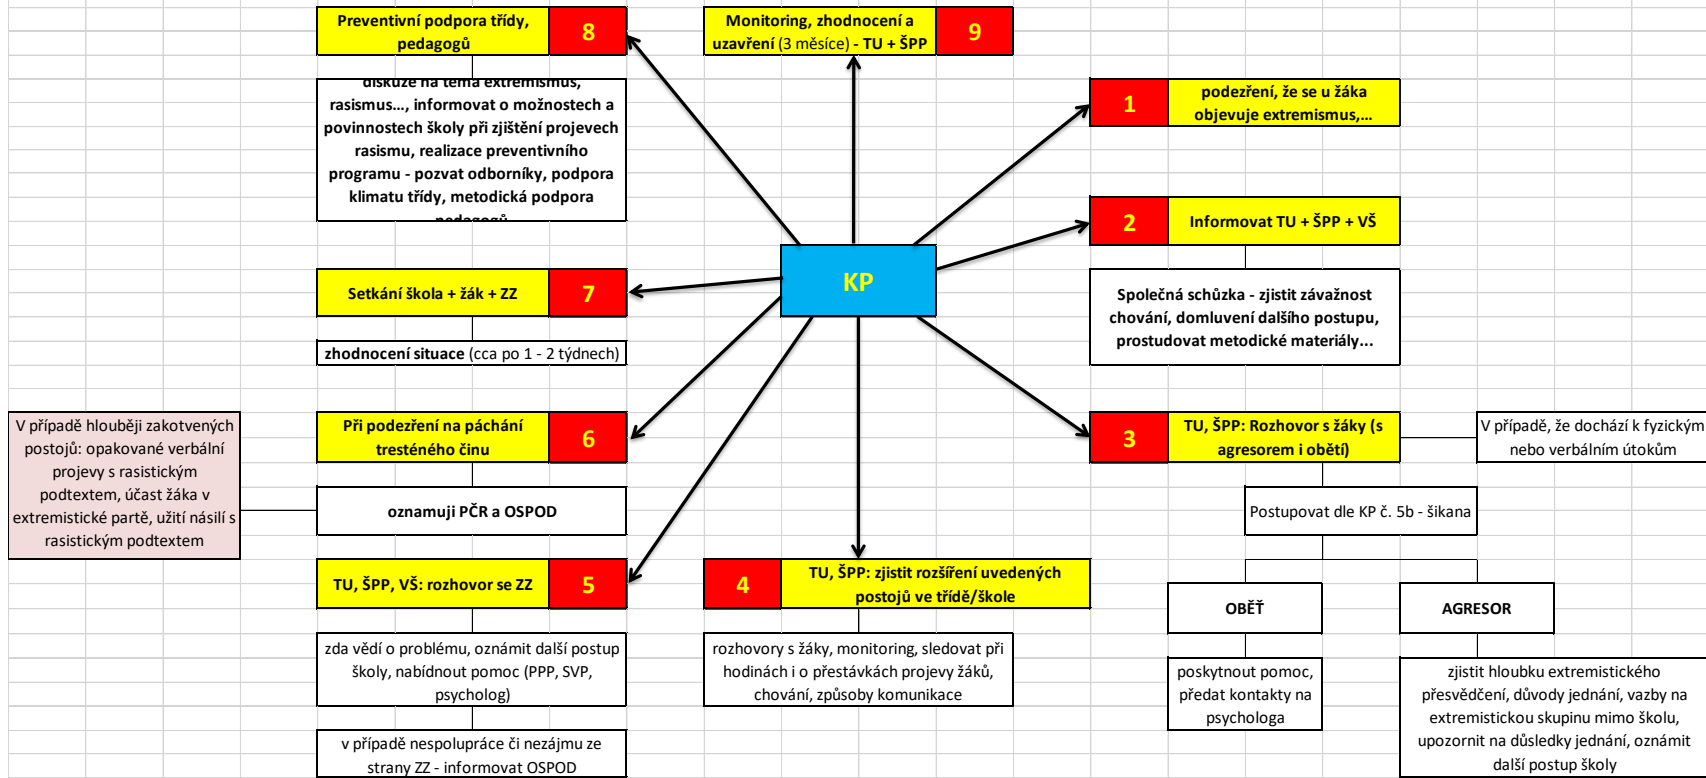 Preventivní podpora třídy,
pedagogů
8
Monitoring, zhodnocení a
uzavření (3 měsíce) - TU + ŠPP
9
diskuze na téma extremismus,
rasismus…, informovat o možnostech a
povinnostech školy při zjištění projevech
rasismu, realizace preventivního
programu - pozvat odborníky, podpora
klimatu třídy, metodická podpora
pedagogů
1
podezření, že se u žáka
objevuje extremismus,…
2
Informovat TU + ŠPP + VŠ
KP
Setkání škola + žák + ZZ
7
Společná schůzka - zjistit závažnost
chování, domluvení dalšího postupu,
prostudovat metodické materiály...
zhodnocení situace (cca po 1 - 2 týdnech)
V případě hlouběji zakotvených
postojů: opakované verbální
projevy s rasistickým
podtextem, účast žáka v
extremistické partě, užití násilí s
rasistickým podtextem
Při podezření na páchání
tresténého činu
6
3
TU, ŠPP: Rozhovor s žáky (s
agresorem i obětí)
V případě, že dochází k fyzickým
nebo verbálním útokům
oznamuji PČR a OSPOD
Postupovat dle KP č. 5b - šikana
TU, ŠPP, VŠ: rozhovor se ZZ
5
4
TU, ŠPP: zjistit rozšíření uvedených
postojů ve třídě/škole
OBĚŤ
AGRESOR
zda vědí o problému, oznámit další postup
školy, nabídnout pomoc (PPP, SVP,
psycholog)
rozhovory s žáky, monitoring, sledovat při
hodinách i o přestávkách projevy žáků,
chování, způsoby komunikace
poskytnout pomoc,
předat kontakty na
psychologa
zjistit hloubku extremistického
přesvědčení, důvody jednání, vazby na
extremistickou skupinu mimo školu,
upozornit na důsledky jednání, oznámit
další postup školy
v případě nespolupráce či nezájmu ze
strany ZZ - informovat OSPOD